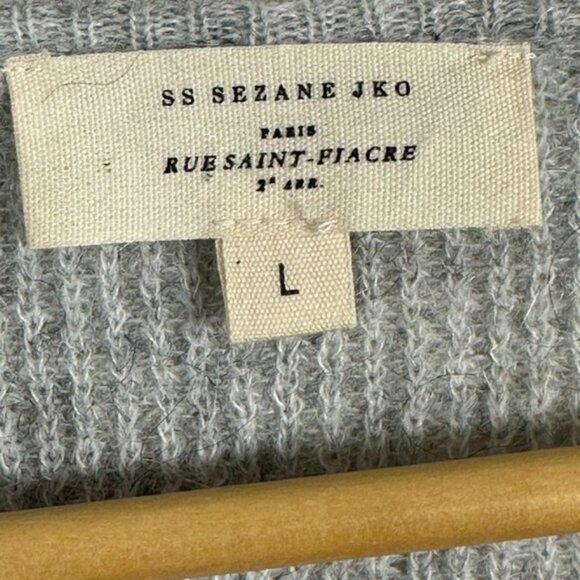 SS SEZANE JKO
PARIS
RUE SAINT-FIACRE
2e ARR.
L